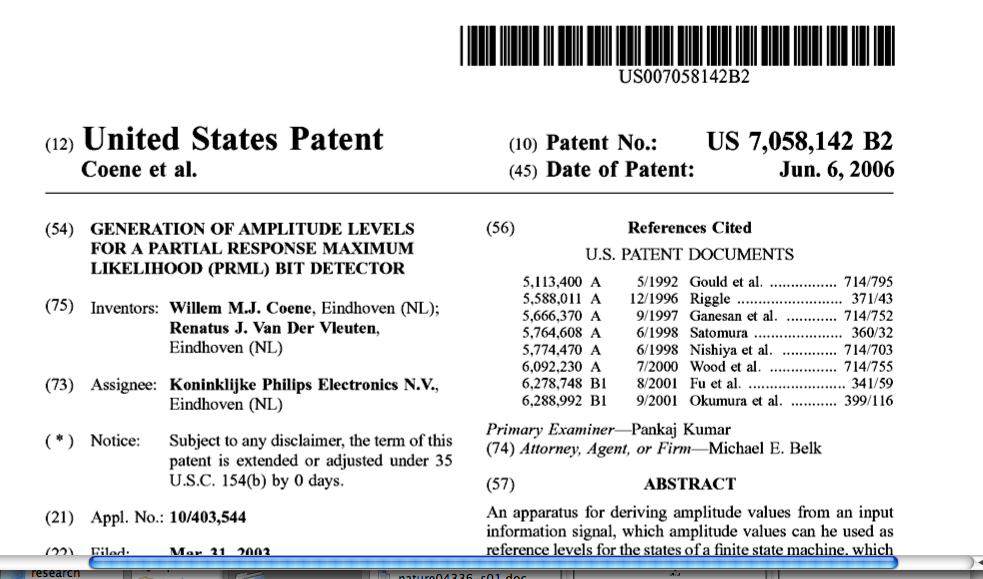 US007058142B2
(12) United States Patent
Coene et al.
(10) Patent No.: US 7,058,142 B2
(45) Date of Patent: Jun. 6, 2006
(54) GENERATION OF AMPLITUDE LEVELS
FOR A PARTIAL RESPONSE MAXIMUM
LIKELIHOOD (PRML) BIT DETECTOR
(75) Inventors: Willem M.J. Coene, Eindhoven (NL);
Renatus J. Van Der Vleuten,
Eindhoven (NL)
(73) Assignee: Koninklijke Philips Electronics N.V.,
Eindhoven (NL)
( * ) Notice: Subject to any disclaimer, the term of this
patent is extended or adjusted under 35
U.S.C. 154(b) by 0 days.
(21) Appl. No.: 10/403,544
(22) Filed: Mar. 31, 2003
(56) References Cited
U.S. PATENT DOCUMENTS
5,113,400 A 5/1992 Gould et al. ................ 714/795
5,588,011 A 12/1996 Riggle ......................... 371/43
5,666,370 A 9/1997 Ganesan et al. ............ 714/752
5,764,608 A 6/1998 Satomura ..................... 360/32
5,774,470 A 6/1998 Nishiya et al. ............. 714/703
6,092,230 A 7/2000 Wood et al. ................ 714/755
6,278,748 B1 8/2001 Fu et al. ....................... 341/59
6,288,992 B1 9/2001 Okumura et al. ........... 399/116
Primary Examiner—Pankaj Kumar
(74) Attorney, Agent, or Firm—Michael E. Belk
(57) ABSTRACT
An apparatus for deriving amplitude values from an input
information signal, which amplitude values can be used as
reference levels for the states of a finite state machine, which
research
nature04336_s01.doc